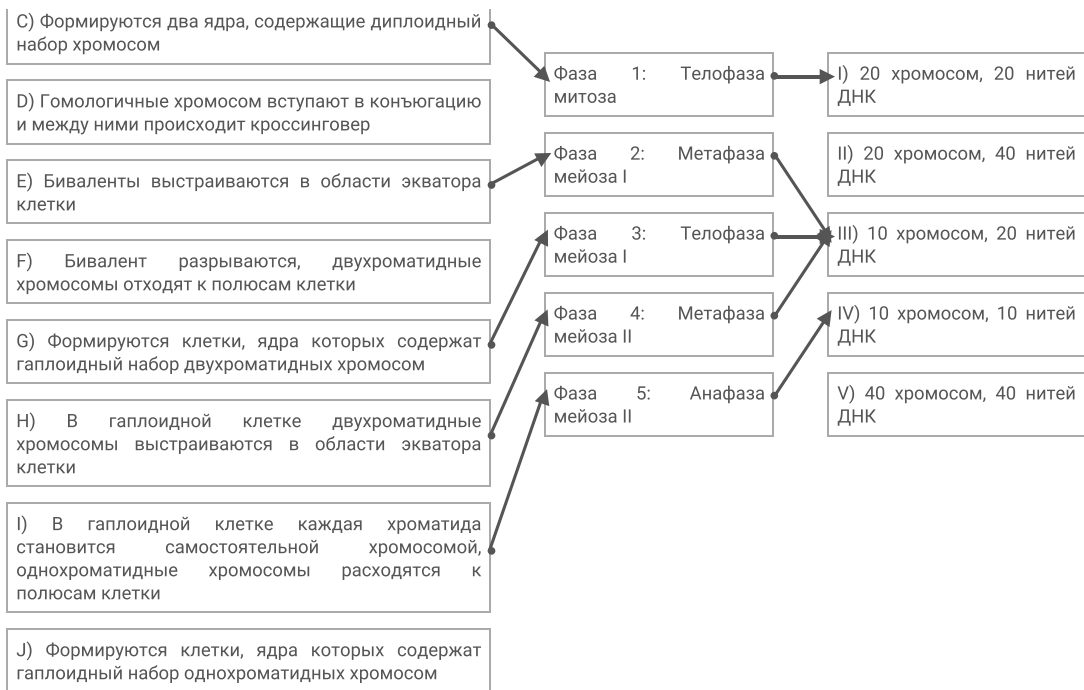 C) Формируются два ядра, содержащие диплоидный
набор хромосом
D) Гомологичные хромосом вступают в конъюгацию
и между ними происходит кроссинговер
E) Биваленты выстраиваются в области экватора
клетки
F) Бивалент разрываются, двухроматидные
хромосомы отходят к полюсам клетки
G) Формируются клетки, ядра которых содержат
гаплоидный набор двухроматидных хромосом
H) В гаплоидной клетке двухроматидные
хромосомы выстраиваются в области экватора
клетки
I) В гаплоидной клетке каждая хроматида
становится самостоятельной хромосомой,
однохроматидные хромосомы расходятся к
полюсам клетки
J) Формируются клетки, ядра которых содержат
гаплоидный набор однохроматидных хромосом
Фаза 1: Телофаза
митоза
Фаза 2: Метафаза
мейоза I
Фаза 3: Телофаза
мейоза I
Фаза 4: Метафаза
мейоза II
Фаза 5: Анафаза
мейоза II
I) 20 хромосом, 20 нитей
ДНК
II) 20 хромосом, 40 нитей
ДНК
III) 10 хромосом, 20 нитей
ДНК
IV) 10 хромосом, 10 нитей
ДНК
V) 40 хромосом, 40 нитей
ДНК